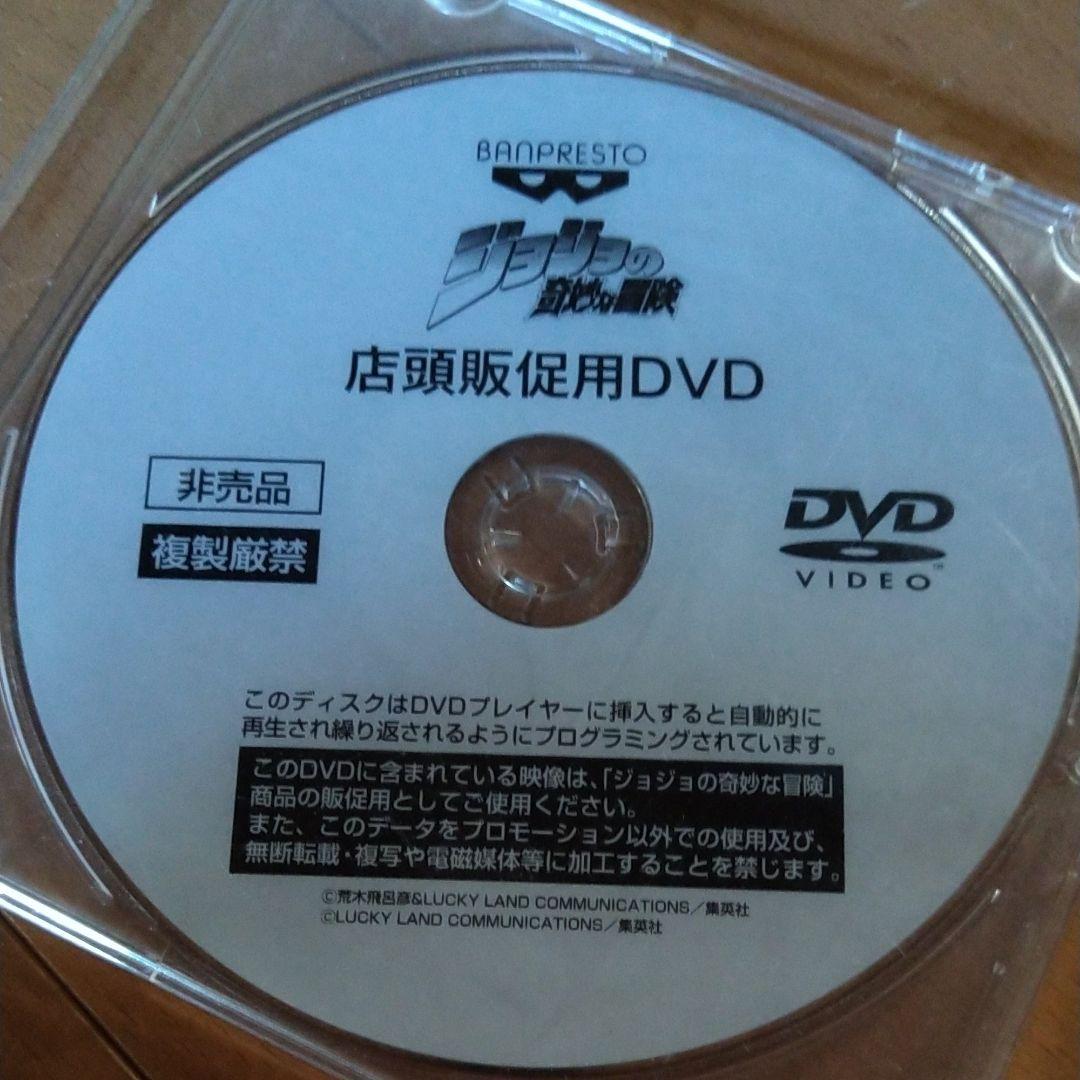 BANPRESTO
ジョジョの
奇妙な冒険
店頭販促用DVD
非売品
複製厳禁
DVD
VIDEO
TM
このディスクはDVDプレイヤーに挿入すると自動的に
再生され繰り返されるようにプログラミングされています。
このDVDに含まれている映像は、「ジョジョの奇妙な冒険」
商品の販促用としてご使用ください。
また、このデータをプロモーション以外での使用及び、
無断転載・複写や電磁媒体等に加工することを禁じます。
©荒木飛呂彦&LUCKY LAND COMMUNICATIONS／集英社
©LUCKY LAND COMMUNICATIONS／集英社